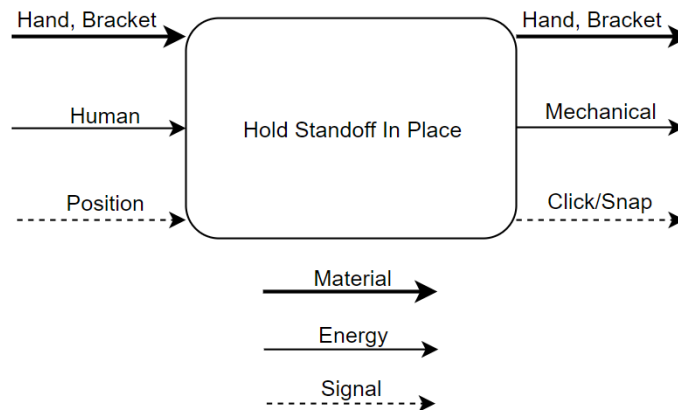 Hand, Bracket
Hand, Bracket
Human
Hold Standoff In Place
Mechanical
Position
Click/Snap
Material
Energy
Signal